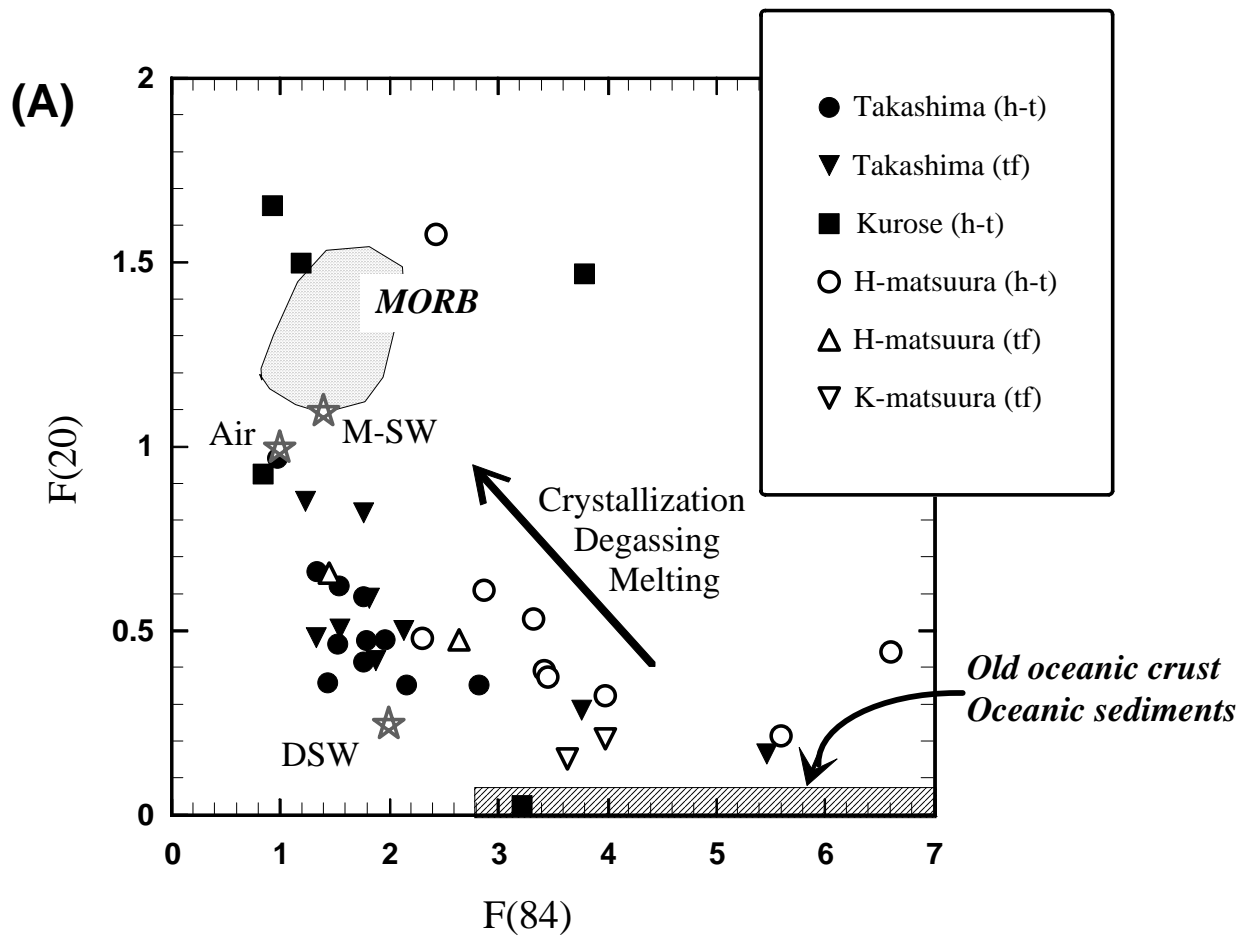 (A)
Takashima (h-t)
Takashima (tf)
Kurose (h-t)
H-matsuura (h-t)
H-matsuura (tf)
K-matsuura (tf)
2
1.5
1
0.5
0
F(20)
MORB
Air
M-SW
Crystallization
Degassing
Melting
DSW
Old oceanic crust
Oceanic sediments
0 1 2 3 4 5 6 7
F(84)